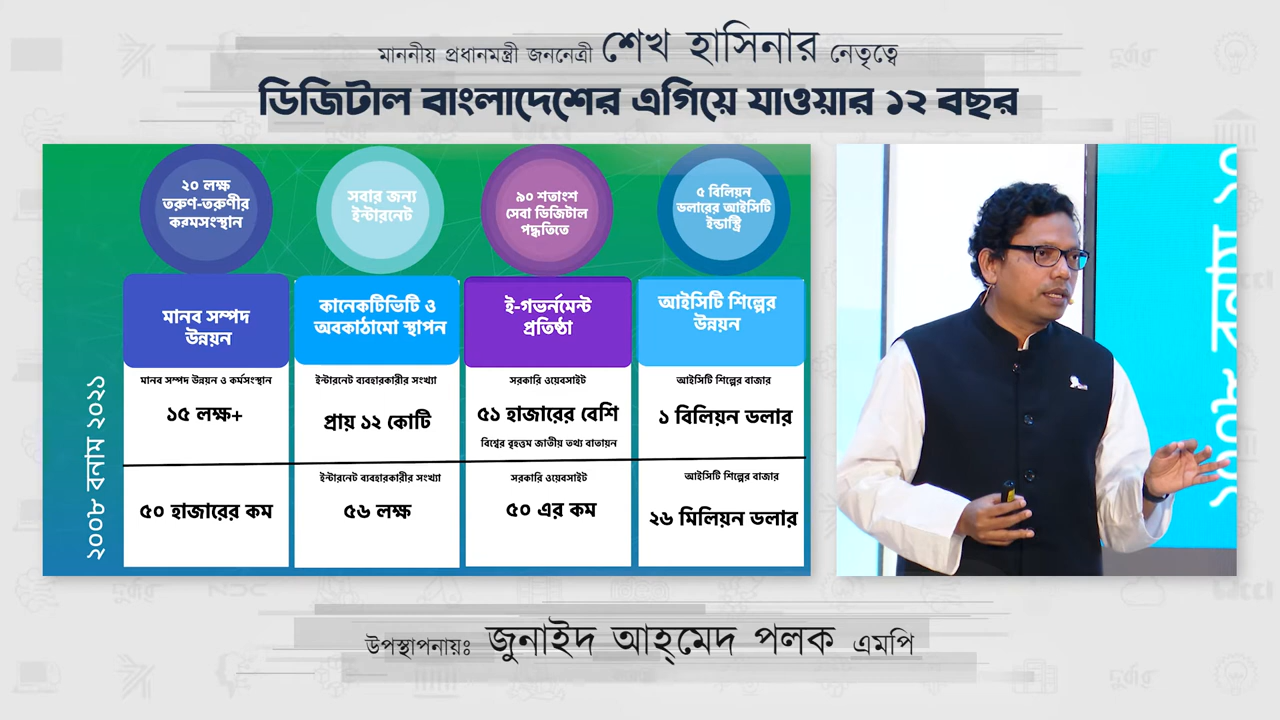 মাননীয় প্রধানমন্ত্রী জননেত্রী শেখ হাসিনার নেতৃত্বে
ডিজিটাল বাংলাদেশের এগিয়ে যাওয়ার ১২ বছর
২০ লক্ষ
তরুণ-তরুণীর
করমসংস্থান
সবার জন্য
ইন্টারনেট
৯০ শতাংশ
সেবা ডিজিটাল
পদ্ধতিতে
৫ বিলিয়ন
ডলারের আইসিটি
ইন্ডাস্ট্রি
মানব সম্পদ
উন্নয়ন
কানেকটিভিটি ও
অবকাঠামো স্থাপন
ই-গভর্নমেন্ট
প্রতিষ্ঠা
আইসিটি শিল্পের
উন্নয়ন
২০০৮ বনাম ২০২১
মানব সম্পদ উন্নয়ন ও কর্মসংস্থান
১৫ লক্ষ+
ইন্টারনেট ব্যবহারকারীর সংখ্যা
প্রায় ১২ কোটি
সরকারি ওয়েবসাইট
৫১ হাজারের বেশি
বিশ্বের বৃহত্তম জাতীয় তথ্য বাতায়ন
আইসিটি শিল্পের বাজার
১ বিলিয়ন ডলার
৫০ হাজারের কম
ইন্টারনেট ব্যবহারকারীর সংখ্যা
৫৬ লক্ষ
সরকারি ওয়েবসাইট
৫০ এর কম
আইসিটি শিল্পের বাজার
২৬ মিলিয়ন ডলার
উপস্থাপনায়ঃ জুনাইদ আহ্‌মেদ পলক এমপি